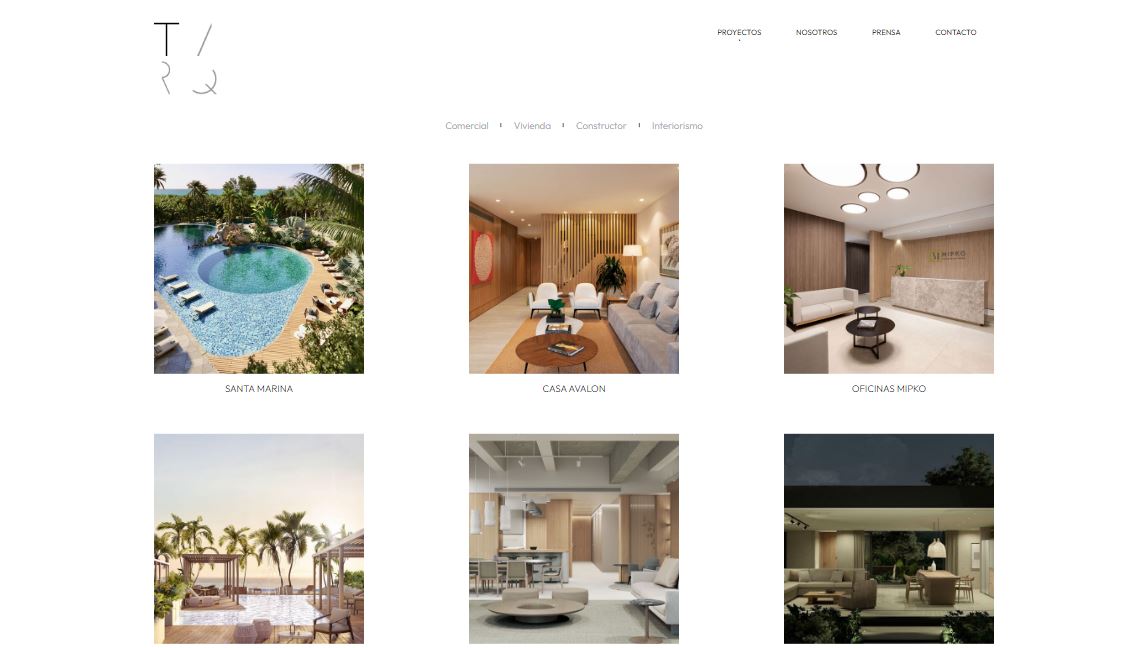 T /
R Q
PROYECTOS NOSOTROS PRENSA CONTACTO
Comercial Vivienda Constructor Interiorismo
MIPKO
SANTA MARINA CASA AVALON OFICINAS MIPKO